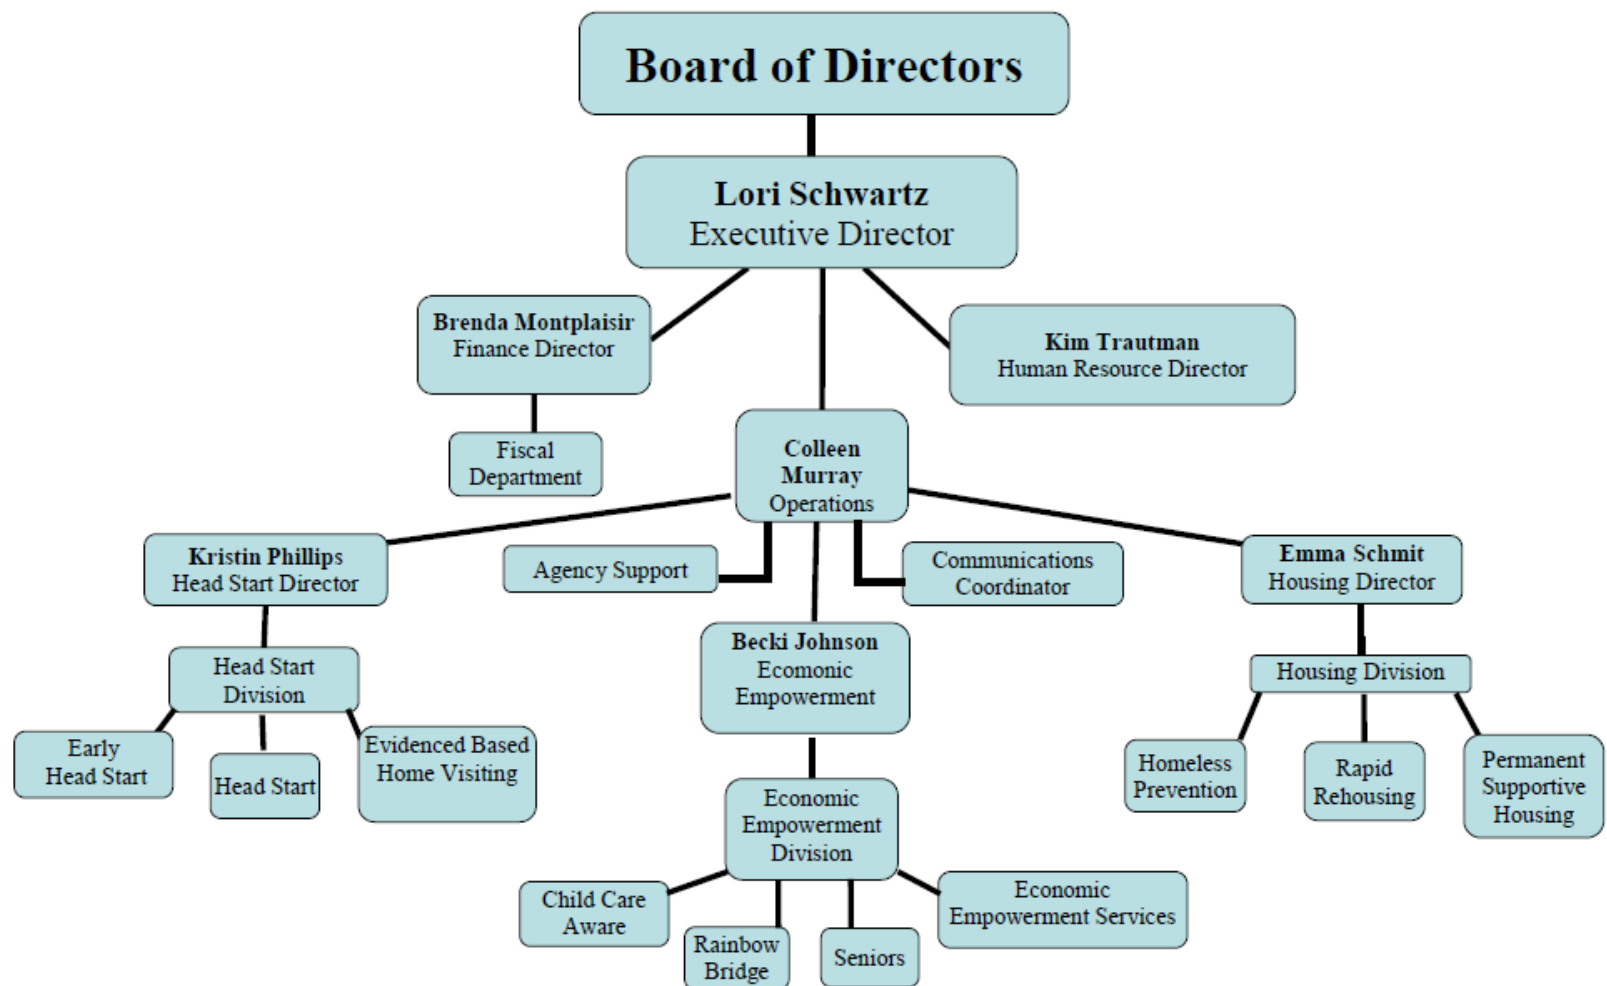 Board of Directors
Lori Schwartz
Executive Director
Brenda Montplaisir
Finance Director
Kim Trautman
Human Resource Director
Fiscal
Department
Colleen
Murray
Operations
Kristin Phillips
Head Start Director
Agency Support
Communications
Coordinator
Emma Schmit
Housing Director
Becki Johnson
Ecomonic
Empowerment
Head Start
Division
Housing Division
Early
Head Start
Head Start
Evidenced Based
Home Visiting
Homeless
Prevention
Rapid
Rehousing
Permanent
Supportive
Housing
Economic
Empowerment
Division
Child Care
Aware
Rainbow
Bridge
Seniors
Economic
Empowerment Services